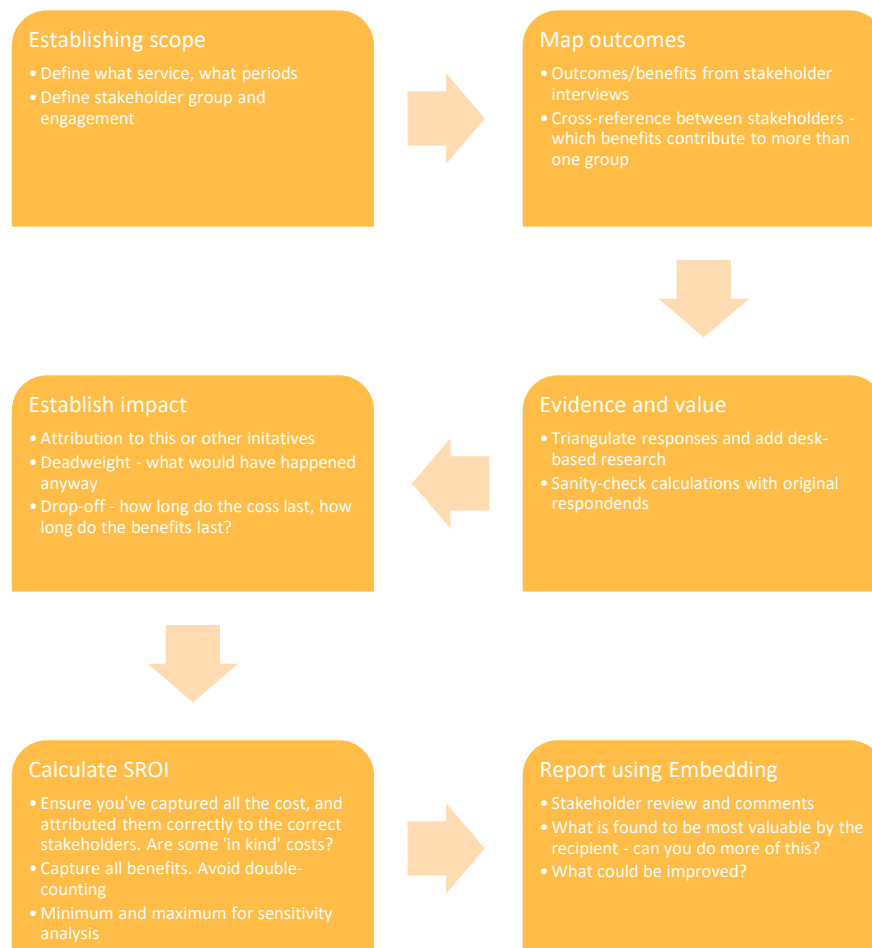 Establishing scope
• Define what service, what periods
• Define stakeholder group and
engagement
Map outcomes
• Outcomes/benefits from stakeholder
interviews
• Cross-reference between stakeholders -
which benefits contribute to more than
one group
Evidence and value
• Triangulate responses and add desk-
based research
• Sanity-check calculations with original
respondends
Establish impact
• Attribution to this or other initatives
• Deadweight - what would have happened
anyway
• Drop-off - how long do the coss last, how
long do the benefits last?
Calculate SROI
• Ensure you've captured all the cost, and
attributed them correctly to the correct
stakeholders. Are some 'in kind' costs?
• Capture all benefits. Avoid double-
counting
• Minimum and maximum for sensitivity
analysis
Report using Embedding
• Stakeholder review and comments
• What is found to be most valuable by the
recipient - can you do more of this?
• What could be improved?